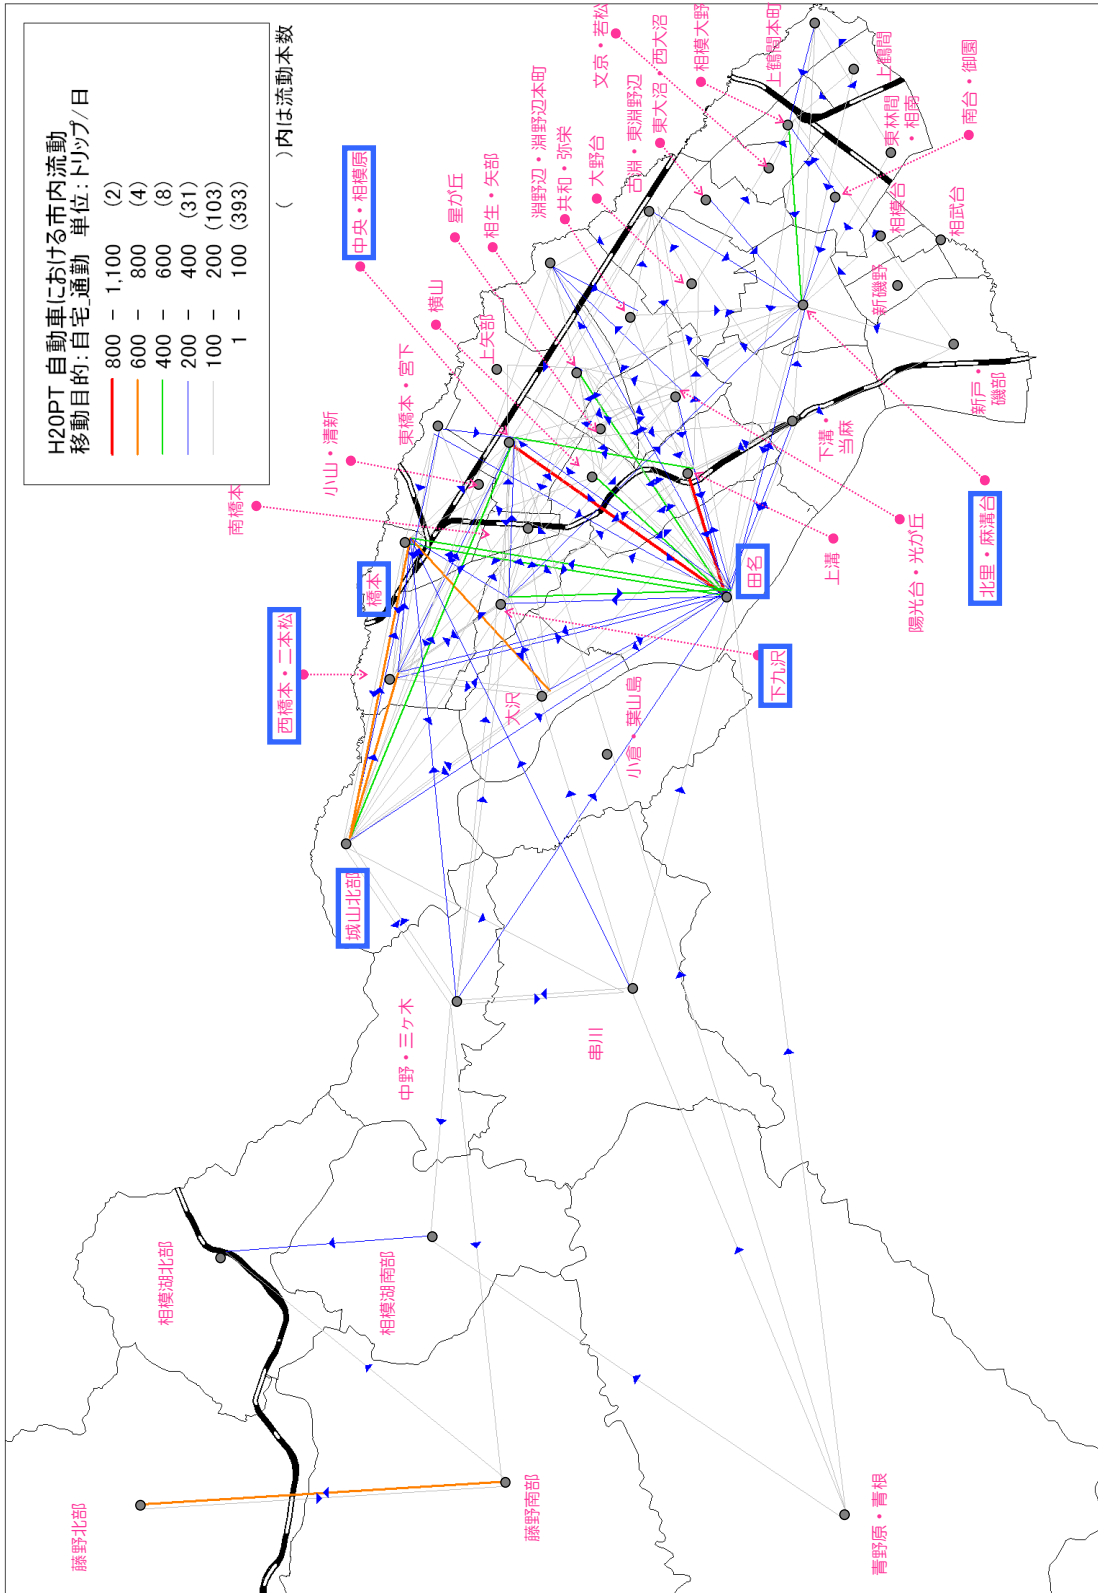 H20PT 自動車における市内流動
移動目的：自宅_通勤 単位：トリップ/日
800 - 1,100 (2)
600 - 800 (4)
400 - 600 (8)
200 - 400 (31)
100 - 200 (103)
1 - 100 (393)
( )内は流動本数
藤野北部
相模湖北部
藤野南部
相模湖南部
青野原・青根
中野・三ヶ木
串川
城山北部
小倉・葉山島
西橋本・二本松
大沢
下九沢
橋本
南橋本
小山・清新
東橋本・宮下
田名
上溝
横山
中央・相模原
上矢部
星が丘
相生・矢部
陽光台・光が丘
下溝・
当麻
淵野辺・淵野辺本町
共和・弥栄
大野台
古淵・東淵野辺
東大沼・西大沼
文京・若松
相模大野
上鶴間本町
上鶴間
東林間
・相南
南台・御園
相模台
相武台
新磯野
北里・麻溝台
新戸・
磯部